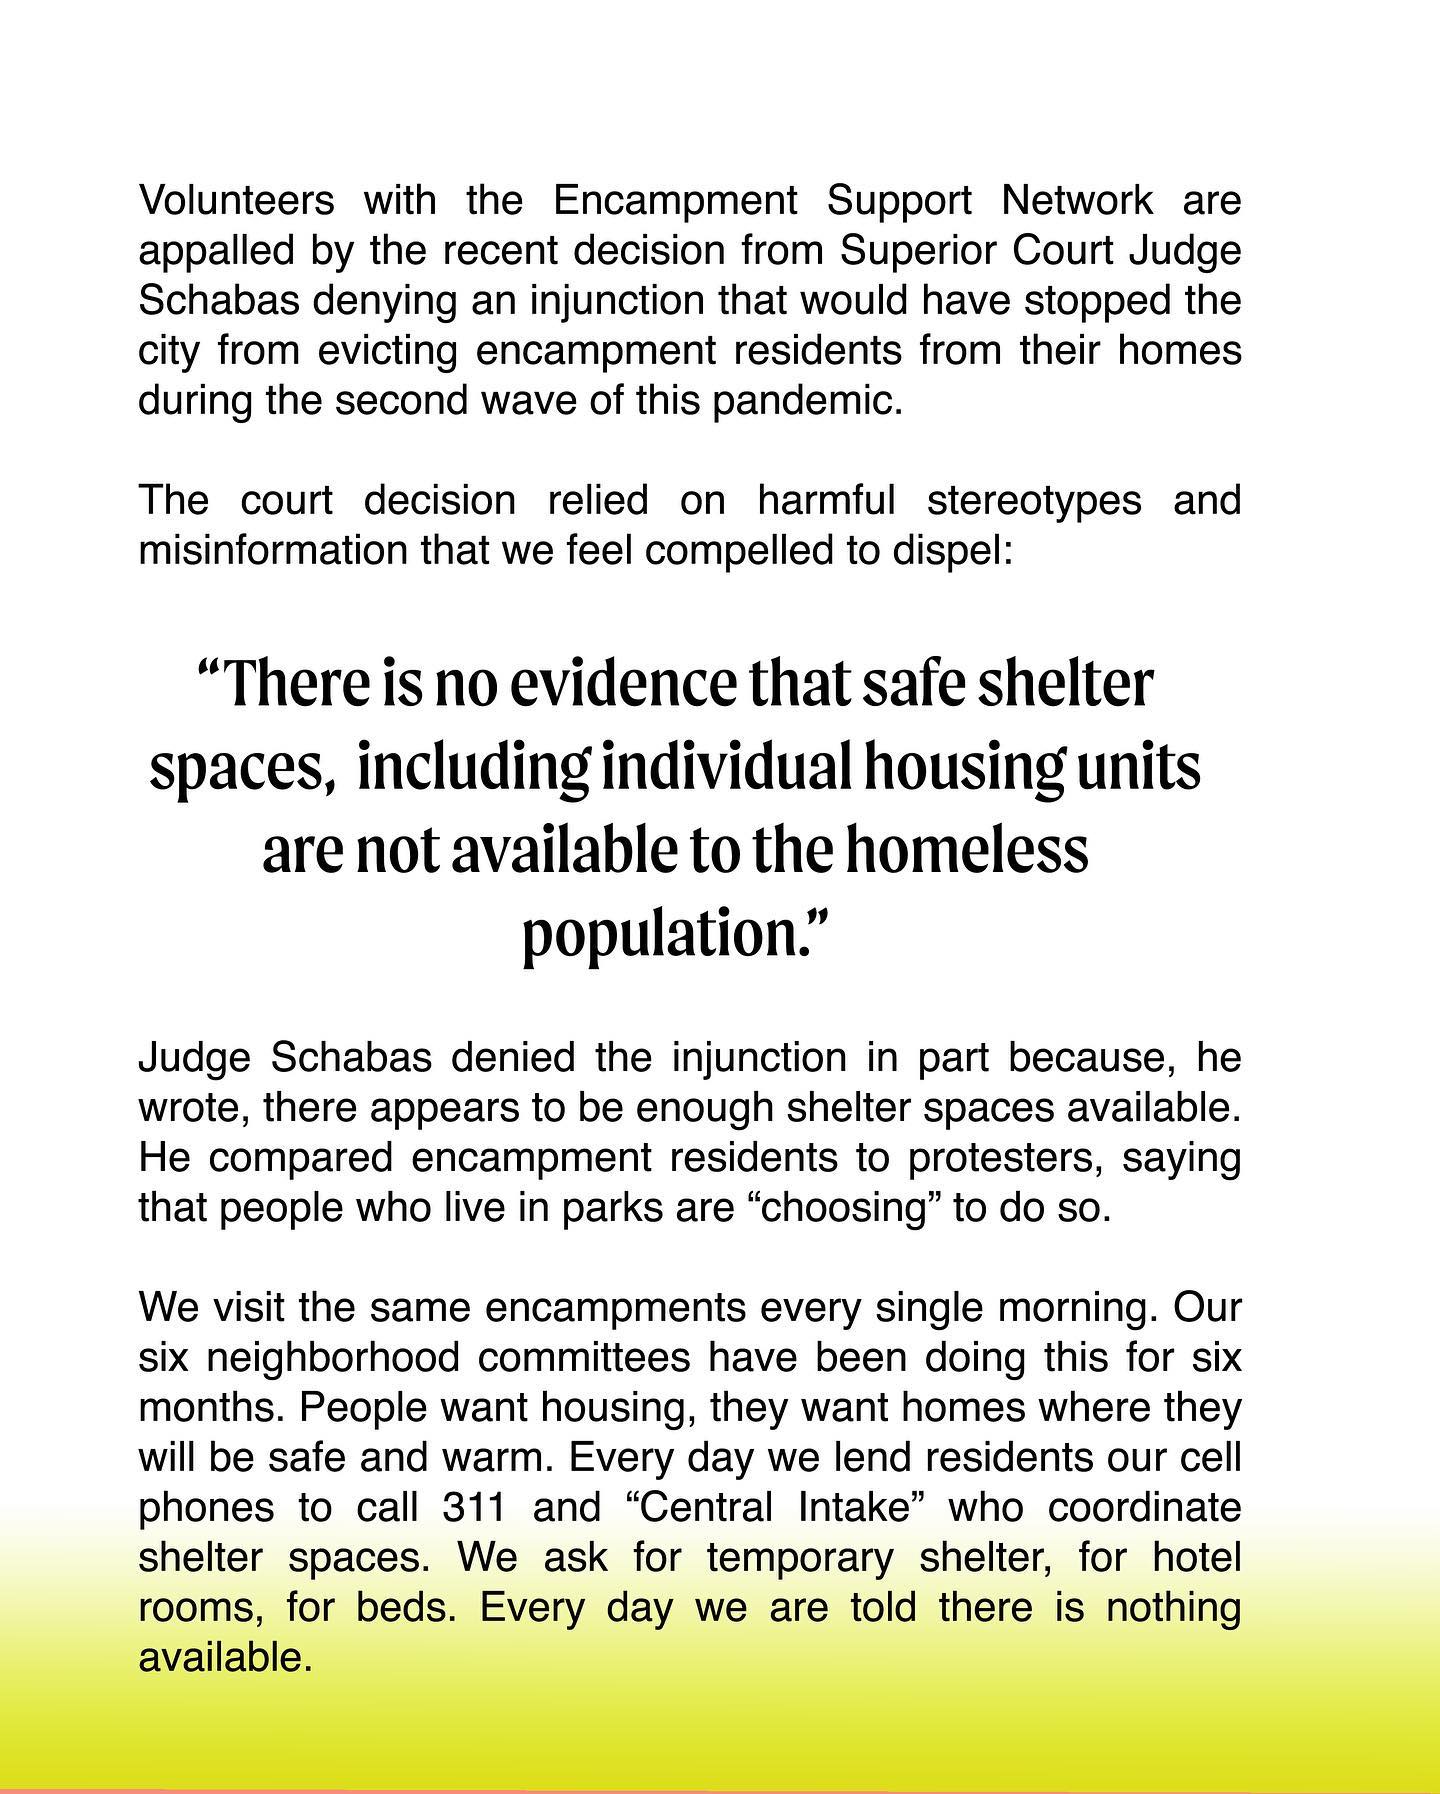 Volunteers with the Encampment Support Network are
appalled by the recent decision from Superior Court Judge
Schabas denying an injunction that would have stopped the
city from evicting encampment residents from their homes
during the second wave of this pandemic.
The court decision relied on harmful stereotypes and
misinformation that we feel compelled to dispel:
“There is no evidence that safe shelter
spaces, including individual housing units
are not available to the homeless
population.”
Judge Schabas denied the injunction in part because, he
wrote, there appears to be enough shelter spaces available.
He compared encampment residents to protesters, saying
that people who live in parks are “choosing” to do so.
We visit the same encampments every single morning. Our
six neighborhood committees have been doing this for six
months. People want housing, they want homes where they
will be safe and warm. Every day we lend residents our cell
phones to call 311 and “Central Intake” who coordinate
shelter spaces. We ask for temporary shelter, for hotel
rooms, for beds. Every day we are told there is nothing
available.